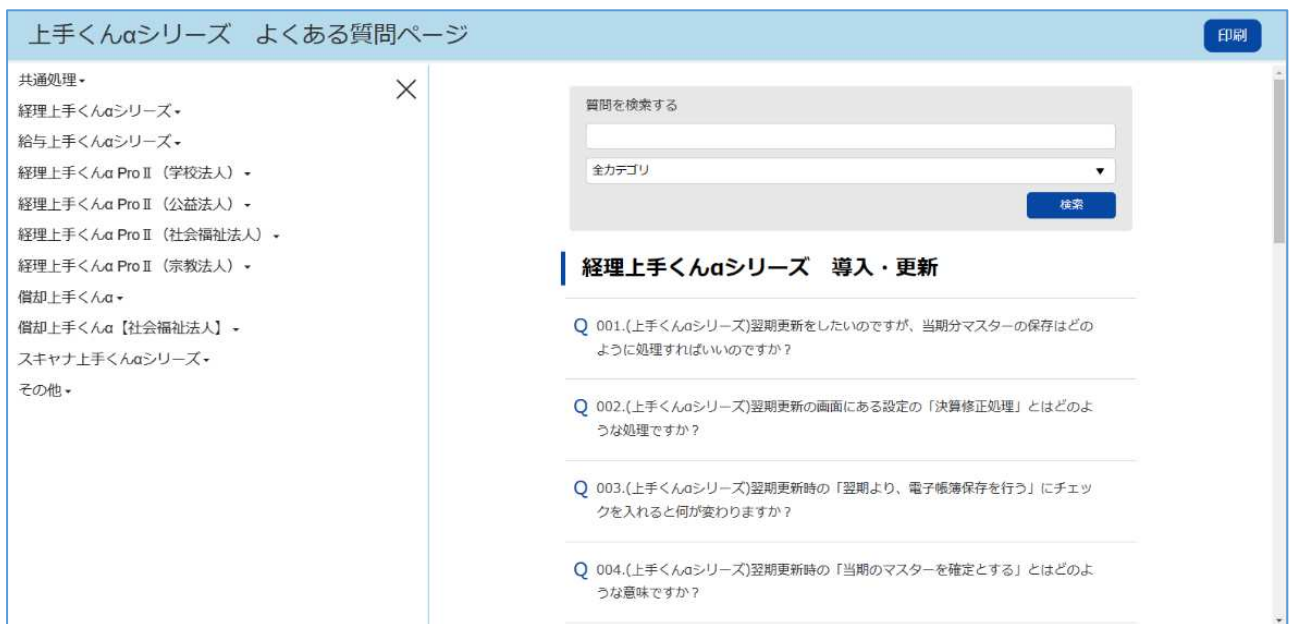 上手くんαシリーズ　よくある質問ページ
印刷
共通処理▾
経理上手くんαシリーズ▾
給与上手くんαシリーズ▾
経理上手くんα ProⅡ（学校法人）▾
経理上手くんα ProⅡ（公益法人）▾
経理上手くんα ProⅡ（社会福祉法人）▾
経理上手くんα ProⅡ（宗教法人）▾
償却上手くんα▾
償却上手くんα【社会福祉法人】▾
スキャナ上手くんαシリーズ▾
その他▾
質問を検索する
全カテゴリ
検索
経理上手くんαシリーズ　導入・更新
Q 001.(上手くんαシリーズ)翌期更新をしたいのですが、当期分マスターの保存はどの
ように処理すればいいのですか？
Q 002.(上手くんαシリーズ)翌期更新の画面にある設定の「決算修正処理」とはどのよ
うな処理ですか？
Q 003.(上手くんαシリーズ)翌期更新時の「翌期より、電子帳簿保存を行う」にチェッ
クを入れると何が変わりますか？
Q 004.(上手くんαシリーズ)翌期更新時の「当期のマスターを確定とする」とはどのよ
うな意味ですか？